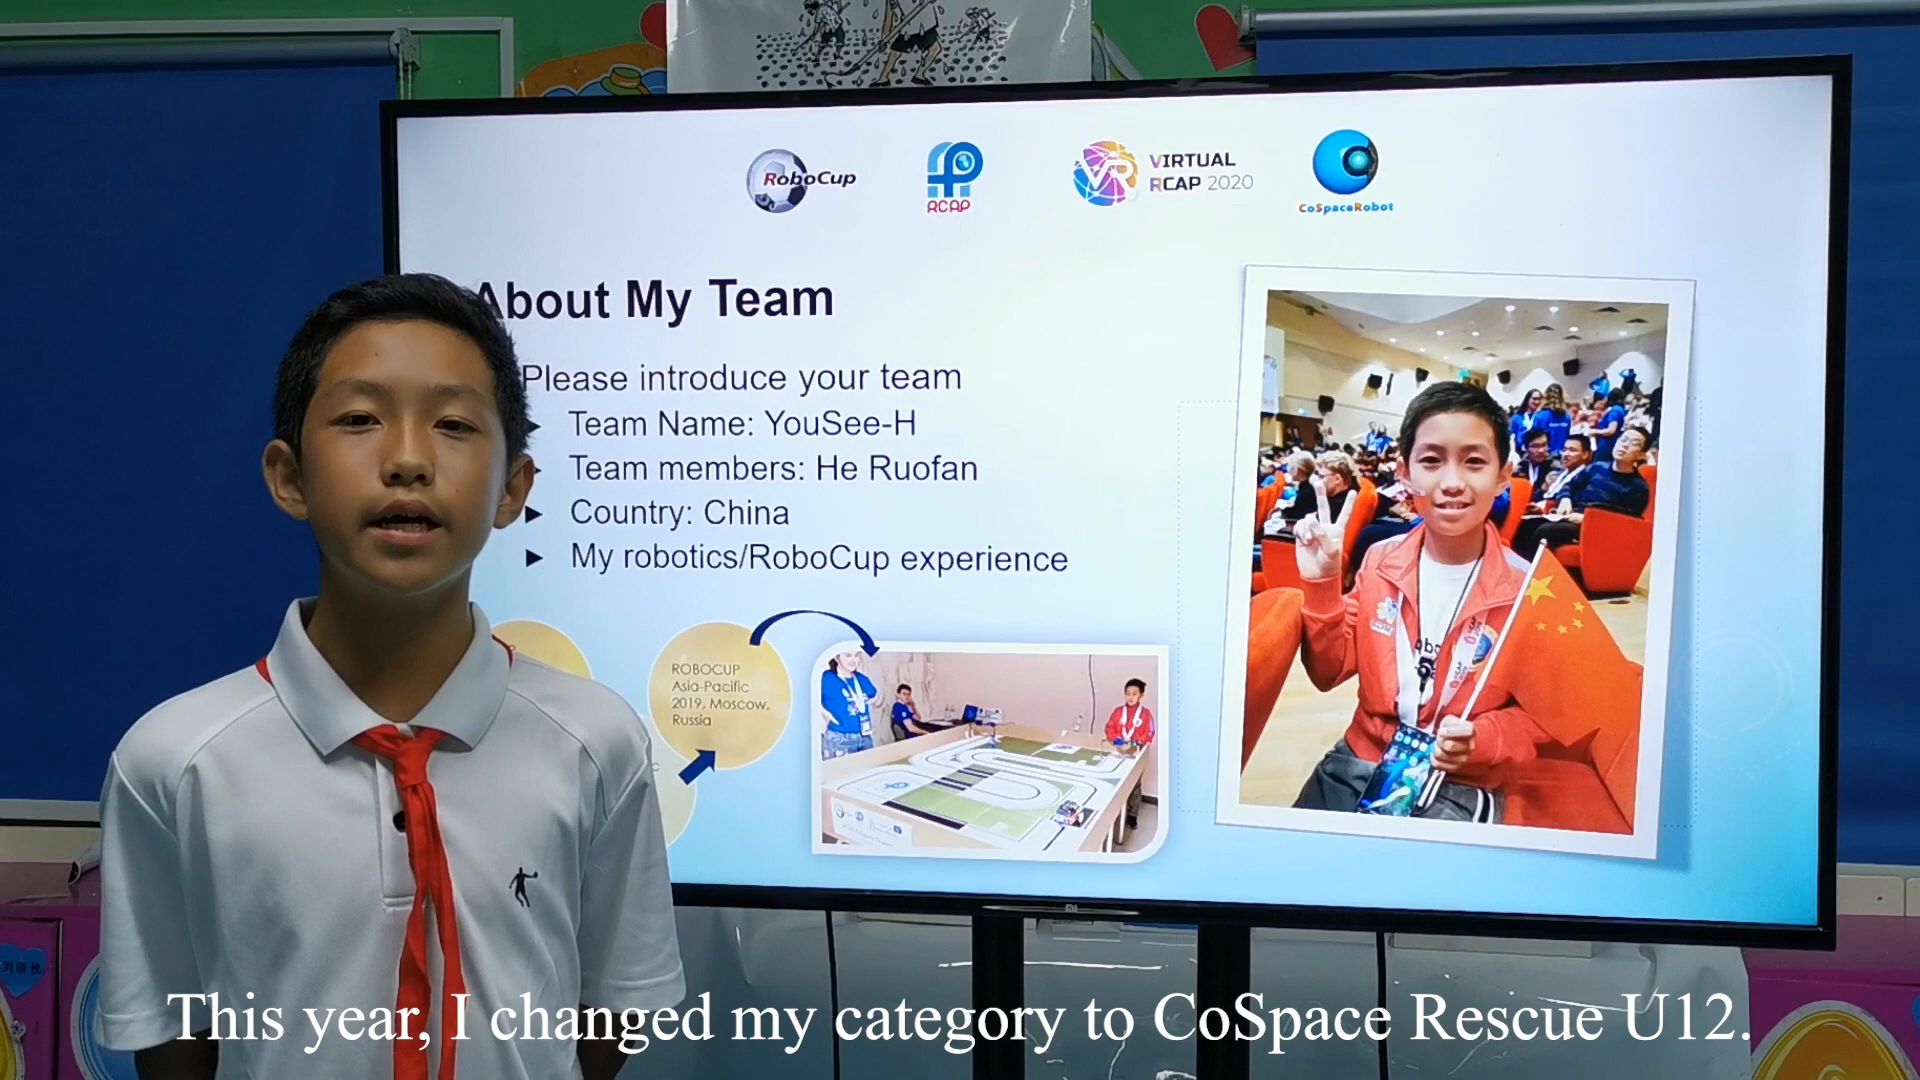 RoboCup
RCAP
VIRTUAL
RCAP 2020
CoSpaceRobot
About My Team
Please introduce your team
Team Name: YouSee-H
Team members: He Ruofan
Country: China
My robotics/RoboCup experience
ROBOCUP
Asia-Pacific
2019, Moscow,
Russia
This year, I changed my category to CoSpace Rescue U12.